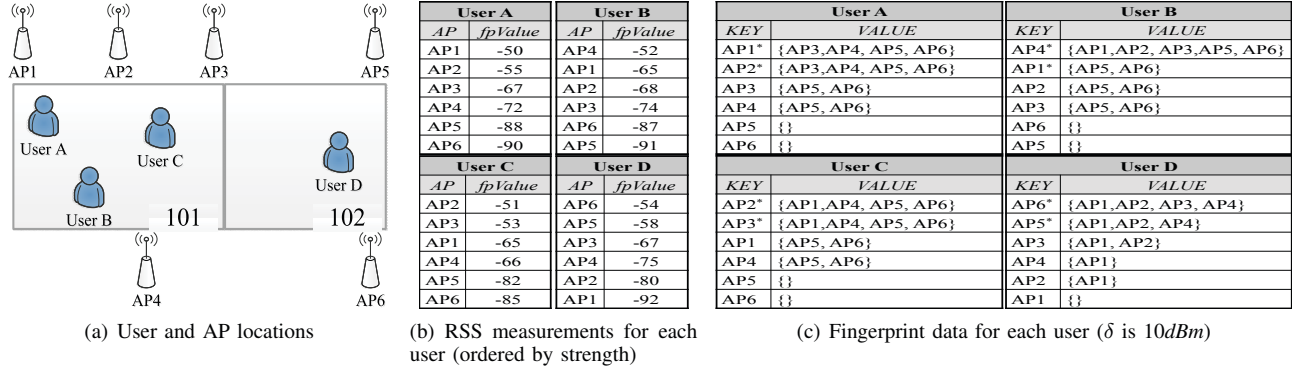 AP1 AP2 AP3 AP5
User A
User C
User D
User B
101 102
AP4 AP6
(a) User and AP locations
User A User B
AP fpValue AP fpValue
AP1 -50 AP4 -52
AP2 -55 AP1 -65
AP3 -67 AP2 -68
AP4 -72 AP3 -74
AP5 -88 AP6 -87
AP6 -90 AP5 -91
User C User D
AP fpValue AP fpValue
AP2 -51 AP6 -54
AP3 -53 AP5 -58
AP1 -65 AP3 -67
AP4 -66 AP4 -75
AP5 -82 AP2 -80
AP6 -85 AP1 -92
(b) RSS measurements for each
user (ordered by strength)
User A User B
KEY VALUE KEY VALUE
AP1* {AP3,AP4, AP5, AP6} AP4* {AP1,AP2, AP3,AP5, AP6}
AP2* {AP3,AP4, AP5, AP6} AP1* {AP5, AP6}
AP3 {AP5, AP6} AP2 {AP5, AP6}
AP4 {AP5, AP6} AP3 {AP5, AP6}
AP5 {} AP6 {}
AP6 {} AP5 {}
User C User D
KEY VALUE KEY VALUE
AP2* {AP1,AP4, AP5, AP6} AP6* {AP1,AP2, AP3, AP4}
AP3* {AP1,AP4, AP5, AP6} AP5* {AP1,AP2, AP4}
AP1 {AP5, AP6} AP3 {AP1, AP2}
AP4 {AP5, AP6} AP4 {AP1}
AP5 {} AP2 {AP1}
AP6 {} AP1 {}
(c) Fingerprint data for each user (δ is 10dBm)